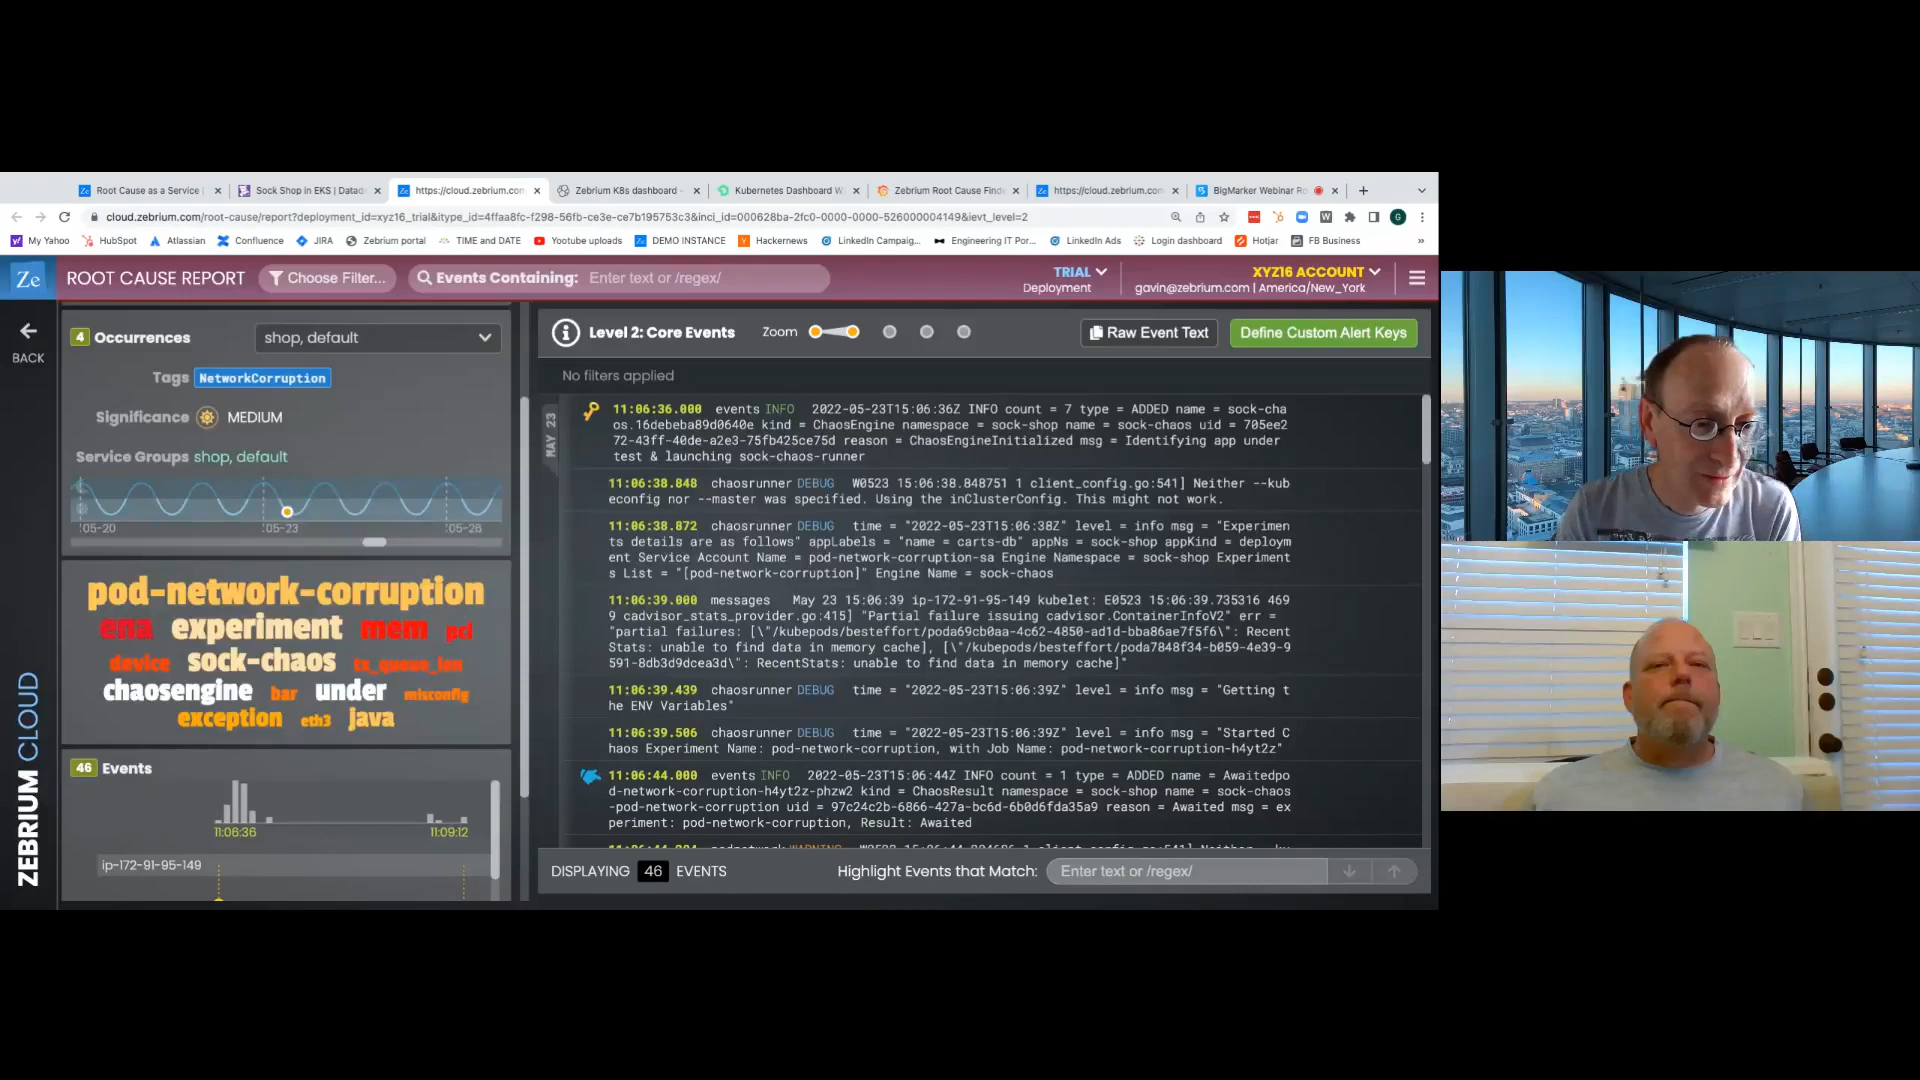 Root Cause as a Service |
Sock Shop in EKS | Datad
https://cloud.zebrium.com
Zebrium K8s dashboard -
Kubernetes Dashboard W
Zebrium Root Cause Finde
https://cloud.zebrium.com
BigMarker Webinar Ro
cloud.zebrium.com/root-cause/report?deployment_id=xyz16_trial&itype_id=4ffaa8fc-f298-56fb-ce3e-ce7b195753c3&inci_id=000628ba-2fc0-0000-0000-526000004149&ievt_level=2
My Yahoo
HubSpot
Atlassian
Confluence
JIRA
Zebrium portal
TIME and DATE
Yootube uploads
DEMO INSTANCE
Hackernews
LinkedIn Campaig...
Engineering IT Por...
LinkedIn Ads
Login dashboard
Hotjar
FB Business
»
Ze
ROOT CAUSE REPORT
Choose Filter...
Events Containing: Enter text or /regex/
TRIAL
Deployment
XYZ16 ACCOUNT
gavin@zebrium.com | America/New_York
BACK
ZEBRIUM CLOUD
4 Occurrences
shop, default
Tags NetworkCorruption
Significance MEDIUM
Service Groups shop, default
05-20
05-23
05-26
pod-network-corruption
ena experiment mem pci
device sock-chaos tx_queue_len
chaosengine bar under misconfig
exception eth3 java
46 Events
11:06:36
11:09:12
ip-172-91-95-149
Level 2: Core Events
Zoom
Raw Event Text
Define Custom Alert Keys
No filters applied
MAY 23
11:06:36.000 events INFO 2022-05-23T15:06:36Z INFO count = 7 type = ADDED name = sock-cha
os.16debeba89d0640e kind = ChaosEngine namespace = sock-shop name = sock-chaos uid = 705ee2
72-43ff-40de-a2e3-75fb425ce75d reason = ChaosEngineInitialized msg = Identifying app under
test & launching sock-chaos-runner
11:06:38.848 chaosrunner DEBUG W0523 15:06:38.848751 1 client_config.go:541] Neither --kub
econfig nor --master was specified. Using the inClusterConfig. This might not work.
11:06:38.872 chaosrunner DEBUG time = "2022-05-23T15:06:38Z" level = info msg = "Experimen
ts details are as follows" appLabels = "name = carts-db" appNs = sock-shop appKind = deploym
ent Service Account Name = pod-network-corruption-sa Engine Namespace = sock-shop Experiment
s List = "[pod-network-corruption]" Engine Name = sock-chaos
11:06:39.000 messages May 23 15:06:39 ip-172-91-95-149 kubelet: E0523 15:06:39.735316 469
9 cadvisor_stats_provider.go:415] "Partial failure issuing cadvisor.ContainerInfoV2" err =
"partial failures: [\"/kubepods/besteffort/poda69cb0aa-4c62-4850-ad1d-bba86ae7f5f6\": Recent
Stats: unable to find data in memory cache], [\"/kubepods/besteffort/poda7848f34-b059-4e39-9
591-8db3d9dcea3d\": RecentStats: unable to find data in memory cache]"
11:06:39.439 chaosrunner DEBUG time = "2022-05-23T15:06:39Z" level = info msg = "Getting t
he ENV Variables"
11:06:39.506 chaosrunner DEBUG time = "2022-05-23T15:06:39Z" level = info msg = "Started C
haos Experiment Name: pod-network-corruption, with Job Name: pod-network-corruption-h4yt2z"
11:06:44.000 events INFO 2022-05-23T15:06:44Z INFO count = 1 type = ADDED name = Awaitedpo
d-network-corruption-h4yt2z-phzw2 kind = ChaosResult namespace = sock-shop name = sock-chaos
-pod-network-corruption uid = 97c24c2b-6866-427a-bc6d-6b0d6fda35a9 reason = Awaited msg = ex
periment: pod-network-corruption, Result: Awaited
DISPLAYING 46 EVENTS
Highlight Events that Match: Enter text or /regex/